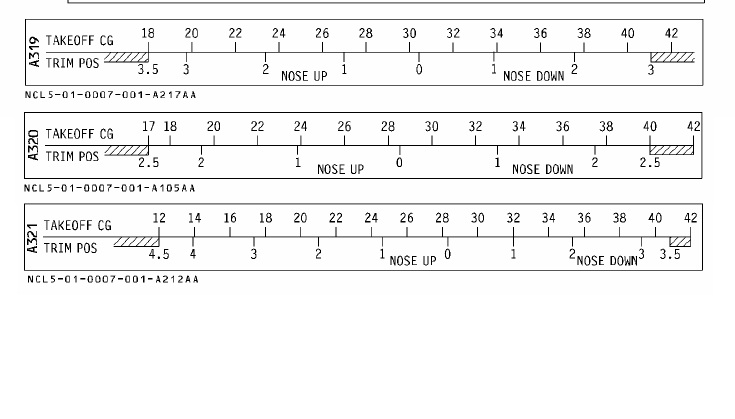 A319
TAKEOFF CG 18 20 22 24 26 28 30 32 34 36 38 40 42
TRIM POS 3.5 3 2 1 0 1 2 3
NOSE UP NOSE DOWN
NCL5-01-0007-001-A217AA
A320
TAKEOFF CG 17 18 20 22 24 26 28 30 32 34 36 38 40 42
TRIM POS 2.5 2 1 0 1 2 2.5
NOSE UP NOSE DOWN
NCL5-01-0007-001-A105AA
A321
TAKEOFF CG 12 14 16 18 20 22 24 26 28 30 32 34 36 38 40 42
TRIM POS 4.5 4 3 2 1 0 1 2 3 3.5
NOSE UP NOSE DOWN
NCL5-01-0007-001-A212AA